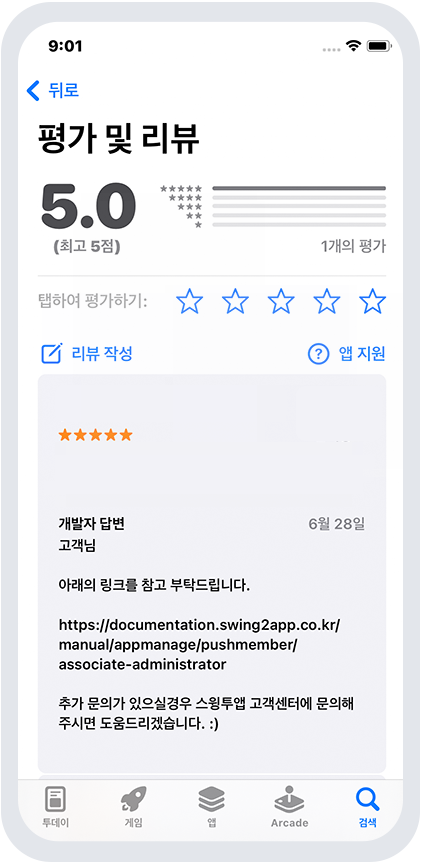 9:01
뒤로
평가 및 리뷰
5.0
(최고 5점)
1개의 평가
탭하여 평가하기:
리뷰 작성
앱 지원
개발자 답변
6월 28일
고객님
아래의 링크를 참고 부탁드립니다.
https://documentation.swing2app.co.kr/
manual/appmanage/pushmember/
associate-administrator
추가 문의가 있으실경우 스윙투앱 고객센터에 문의해
주시면 도움드리겠습니다. :)
투데이
게임
앱
Arcade
검색